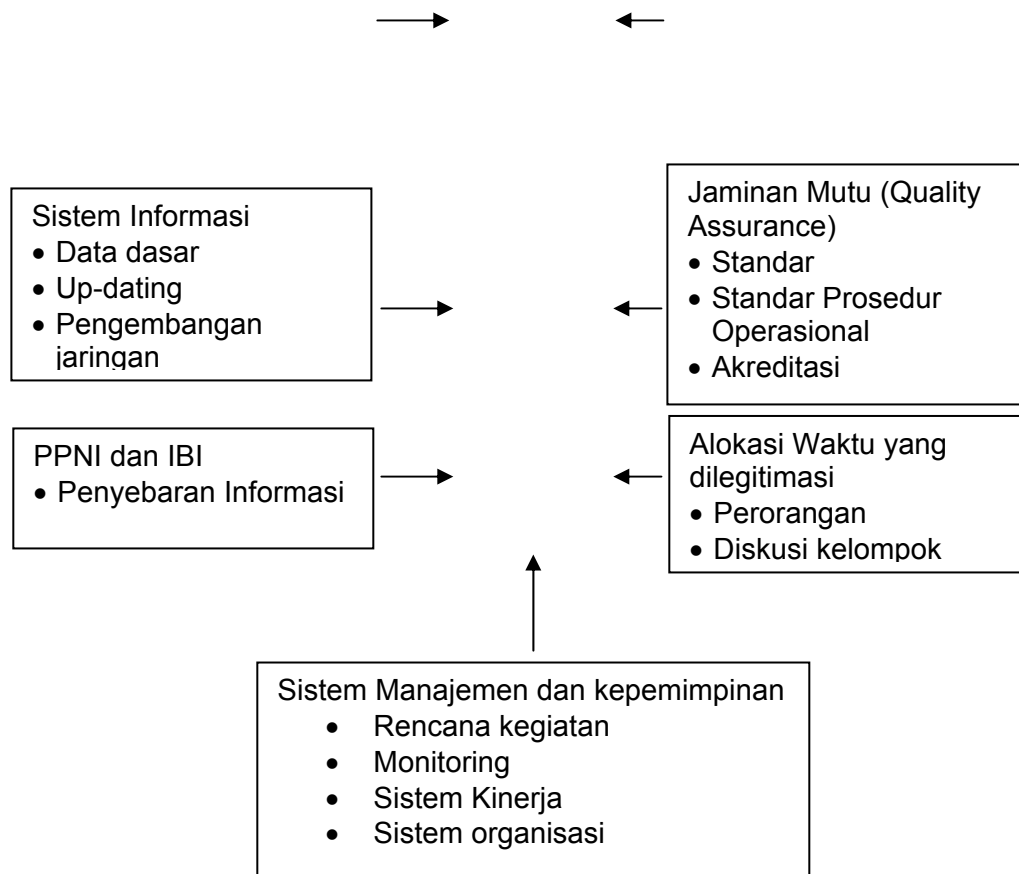 Sistem Informasi
• Data dasar
• Up-dating
• Pengembangan
jaringan
Jaminan Mutu (Quality
Assurance)
• Standar
• Standar Prosedur
Operasional
• Akreditasi
PPNI dan IBI
• Penyebaran Informasi
Alokasi Waktu yang
dilegitimasi
• Perorangan
• Diskusi kelompok
Sistem Manajemen dan kepemimpinan
• Rencana kegiatan
• Monitoring
• Sistem Kinerja
• Sistem organisasi